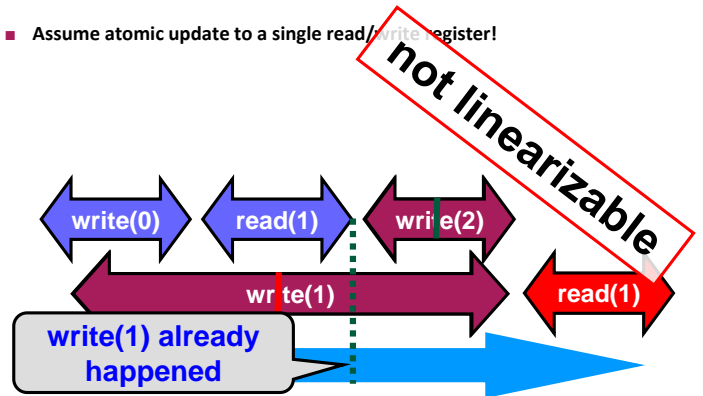 Assume atomic update to a single read/write register!
not linearizable
write(0)
read(1)
write(2)
write(1)
read(1)
write(1) already
happened